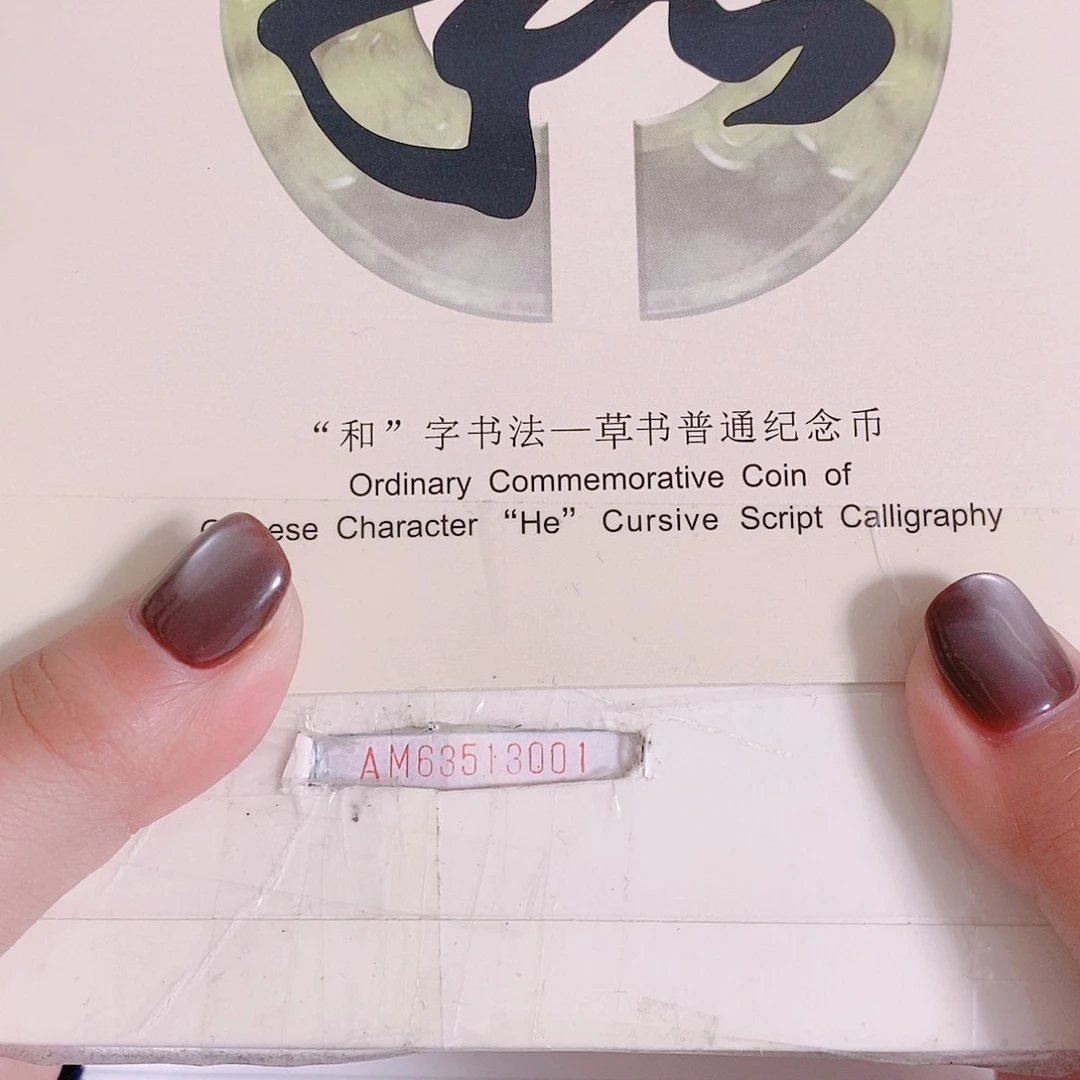 “和”字书法—草书普通纪念币
Ordinary Commemorative Coin of
ese Character “He” Cursive Script Calligraphy
AM63513001